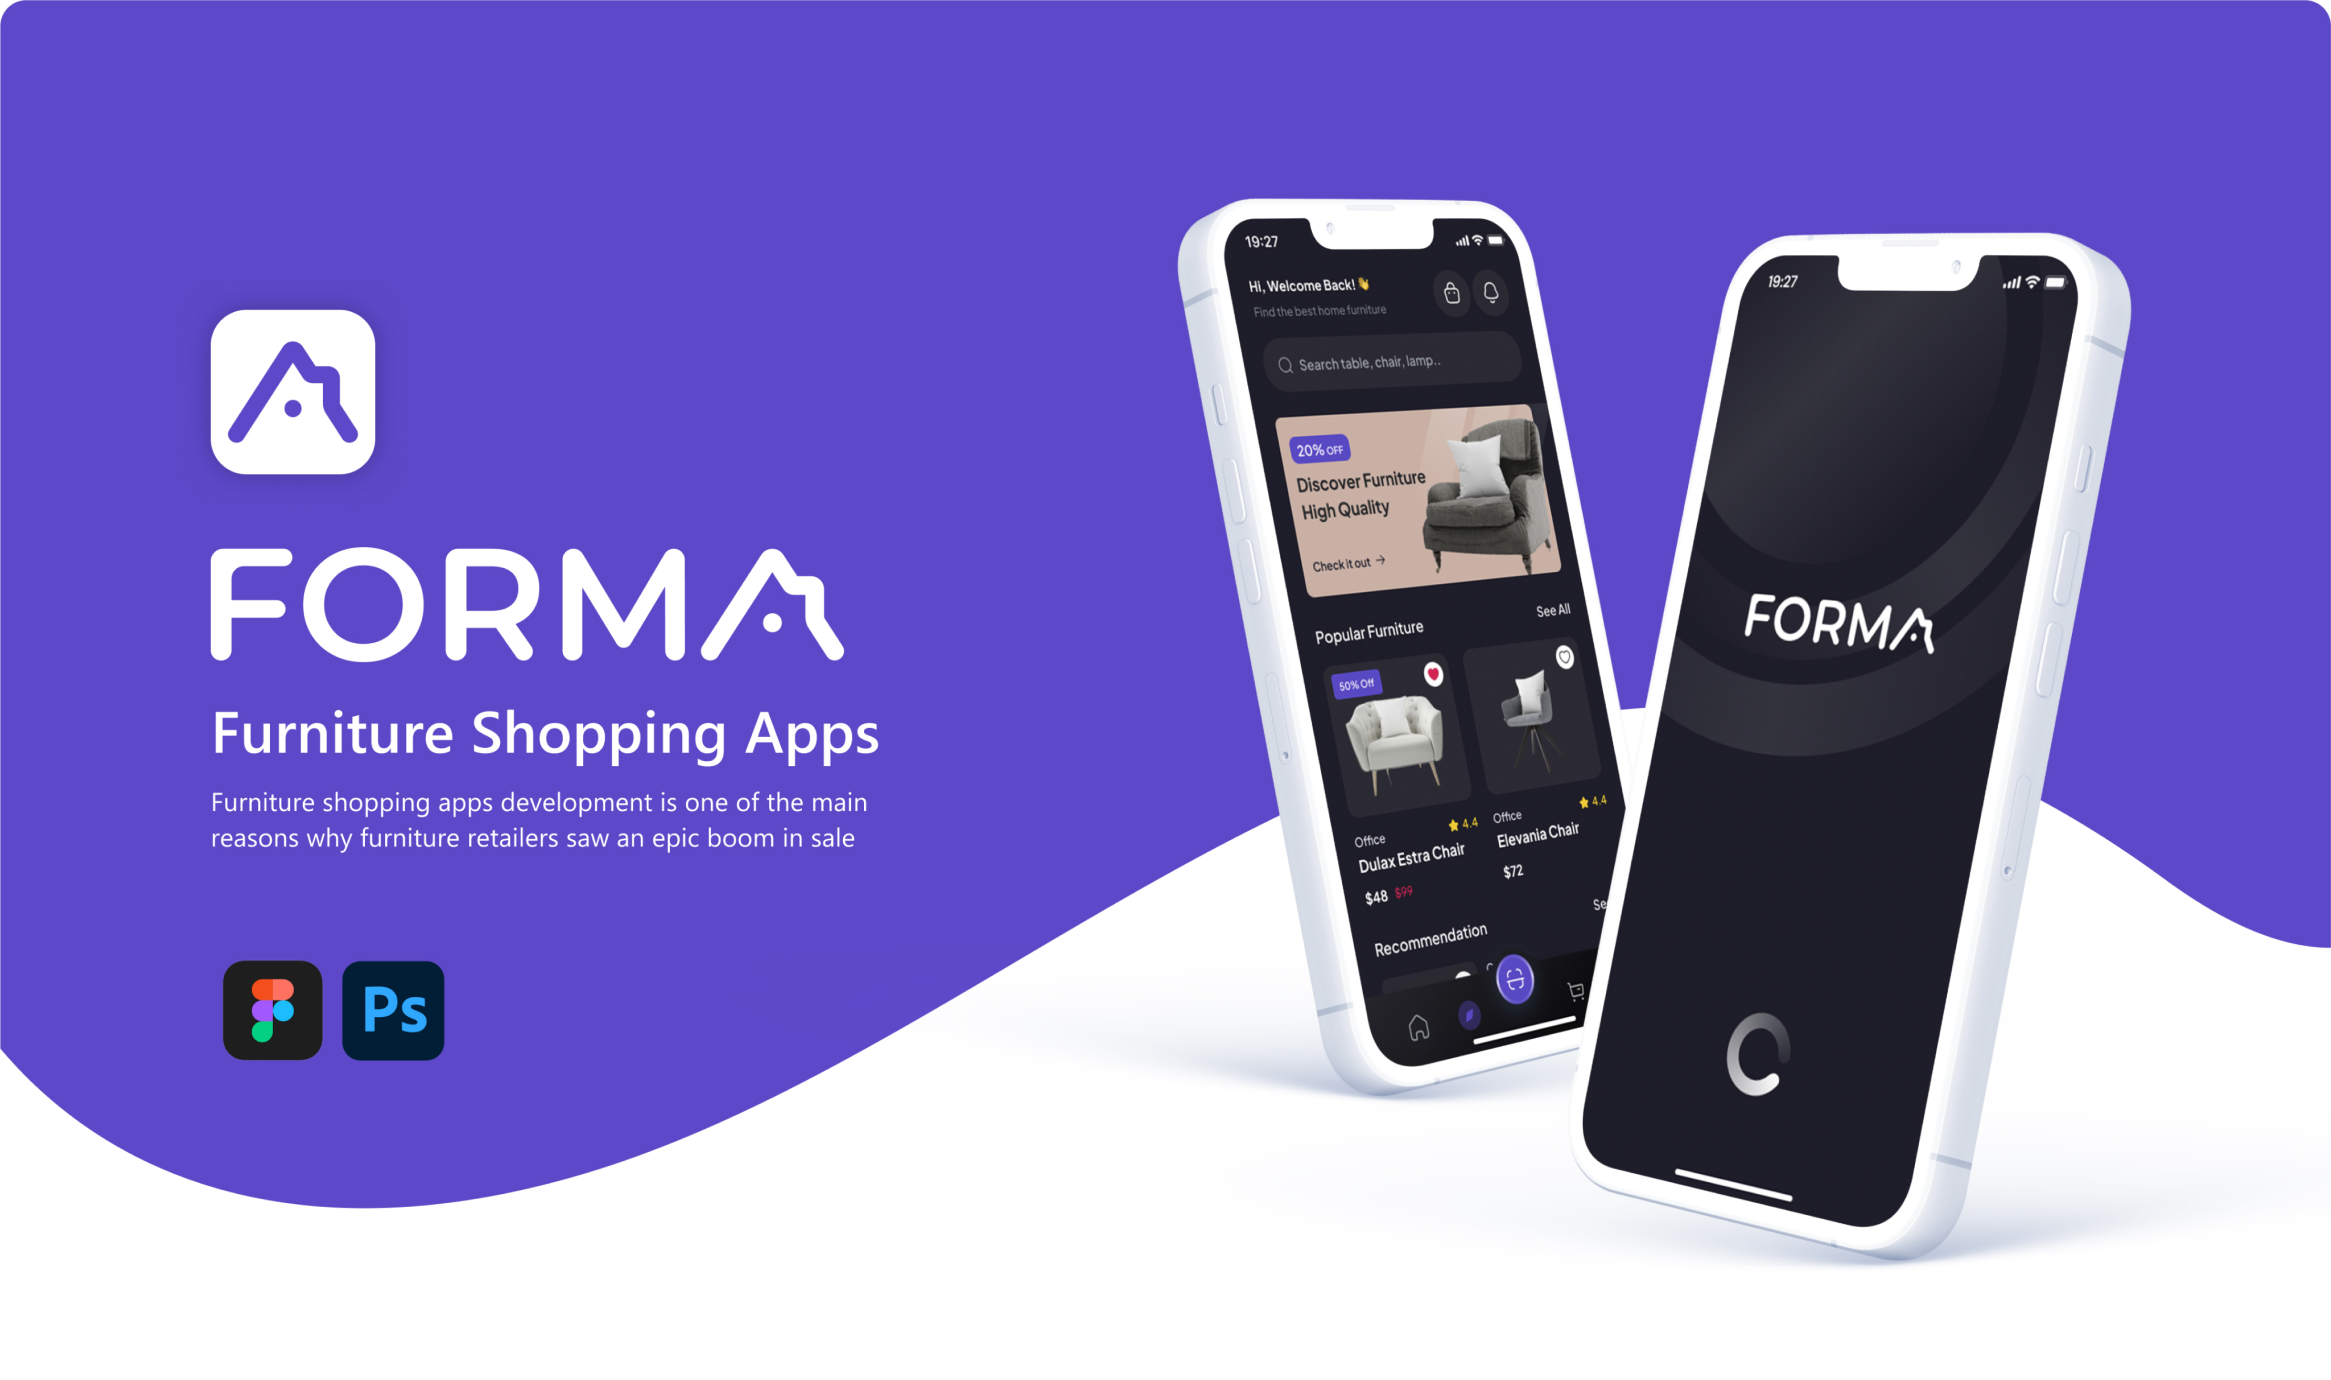 FORMA
Furniture Shopping Apps
Furniture shopping apps development is one of the main
reasons why furniture retailers saw an epic boom in sale
Ps
19:27
Hi, Welcome Back! 👋
Find the best home furniture
Search table, chair, lamp..
20% OFF
Discover Furniture
High Quality
Check it out →
Popular Furniture
See All
50% Off
Office
4.4
Dulax Estra Chair
$48 $99
Office
4.4
Elevania Chair
$72
Recommendation
Se
19:27
FORMA